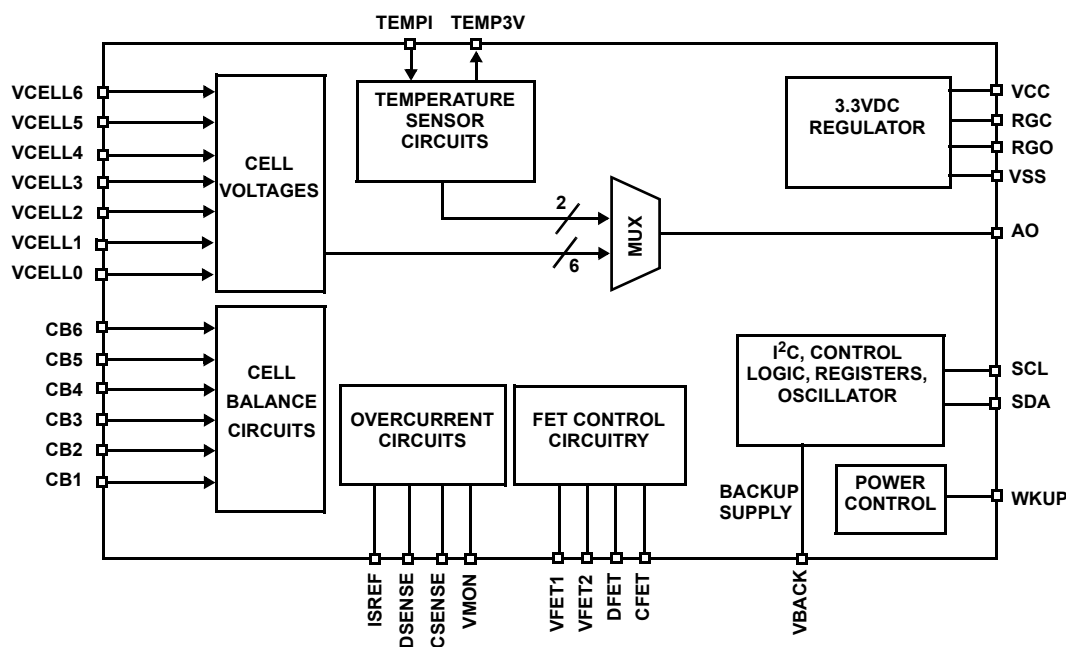 TEMPI
TEMP3V
VCELL6
VCELL5
VCELL4
VCELL3
VCELL2
VCELL1
VCELL0
CELL
VOLTAGES
TEMPERATURE
SENSOR
CIRCUITS
2
6
MUX
3.3VDC
REGULATOR
VCC
RGC
RGO
VSS
AO
CB6
CB5
CB4
CB3
CB2
CB1
CELL
BALANCE
CIRCUITS
OVERCURRENT
CIRCUITS
FET CONTROL
CIRCUITRY
I²C, CONTROL
LOGIC, REGISTERS,
OSCILLATOR
SCL
SDA
BACKUP
SUPPLY
POWER
CONTROL
WKUP
ISREF
DSENSE
CSENSE
VMON
VFET1
VFET2
DFET
CFET
VBACK